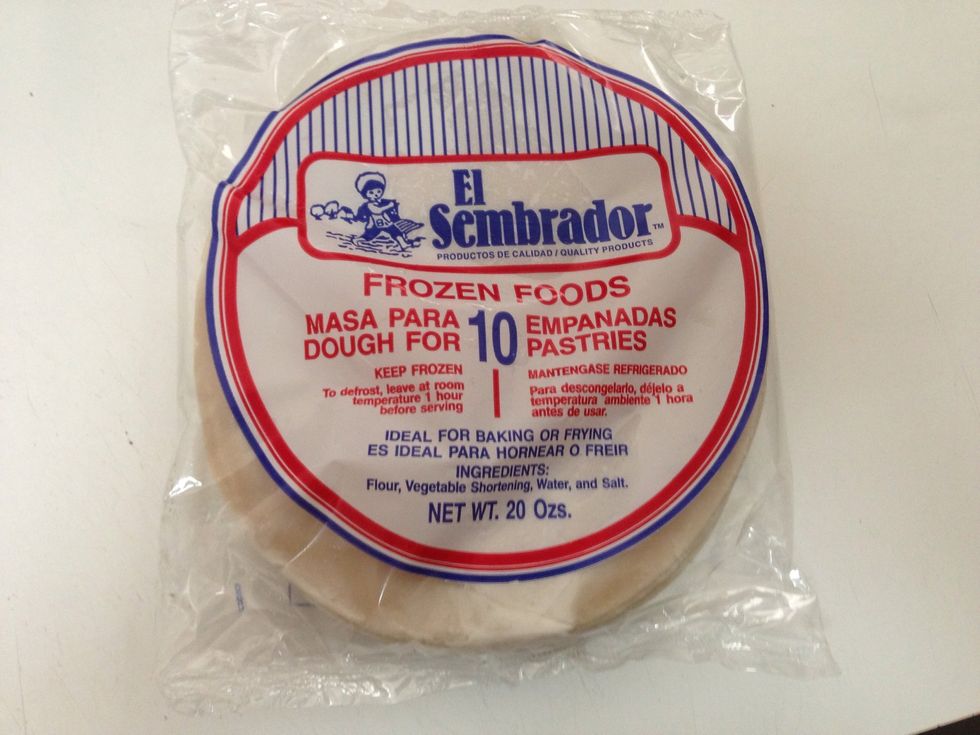 El
Sembrador™
PRODUCTOS DE CALIDAD / QUALITY PRODUCTS
FROZEN FOODS
MASA PARA 10 EMPANADAS
DOUGH FOR PASTRIES
KEEP FROZEN
To defrost, leave at room
temperature 1 hour
before serving
MANTENGASE REFRIGERADO
Para descongelarlo, déjelo a
temperatura ambiente 1 hora
antes de usar.
IDEAL FOR BAKING OR FRYING
ES IDEAL PARA HORNEAR O FREIR
INGREDIENTS:
Flour, Vegetable Shortening, Water, and Salt.
NET WT. 20 Ozs.